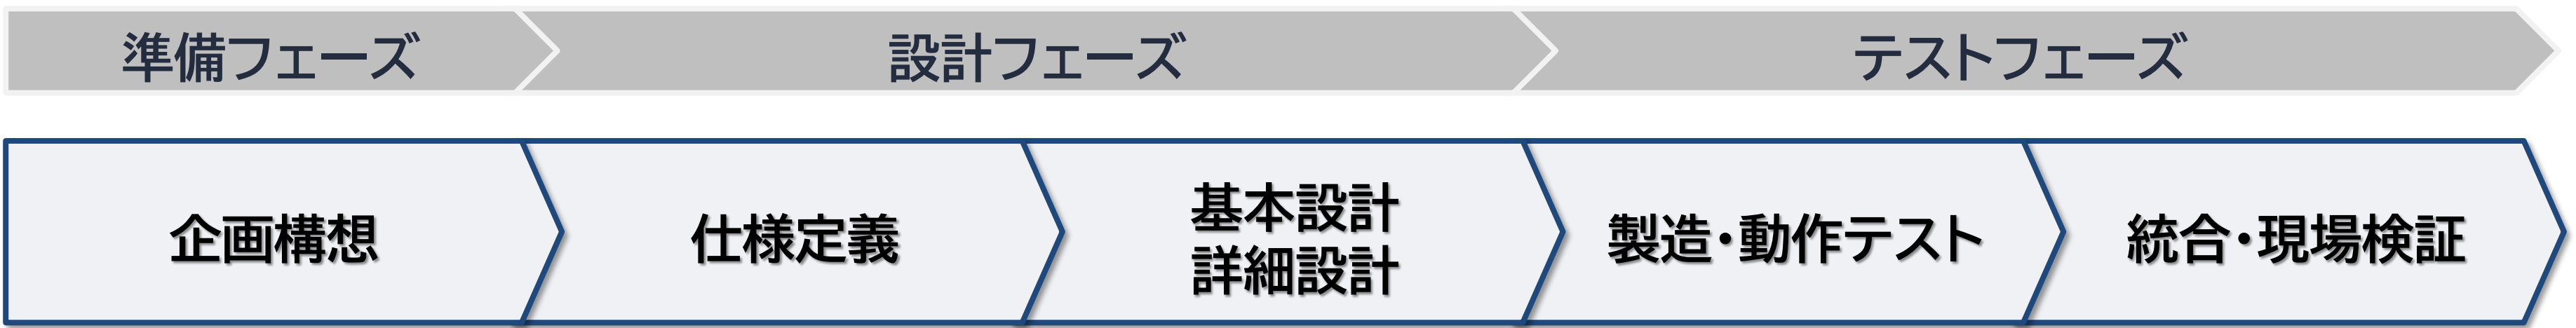 準備フェーズ
設計フェーズ
テストフェーズ
企画構想
仕様定義
基本設計
詳細設計
製造・動作テスト
統合・現場検証